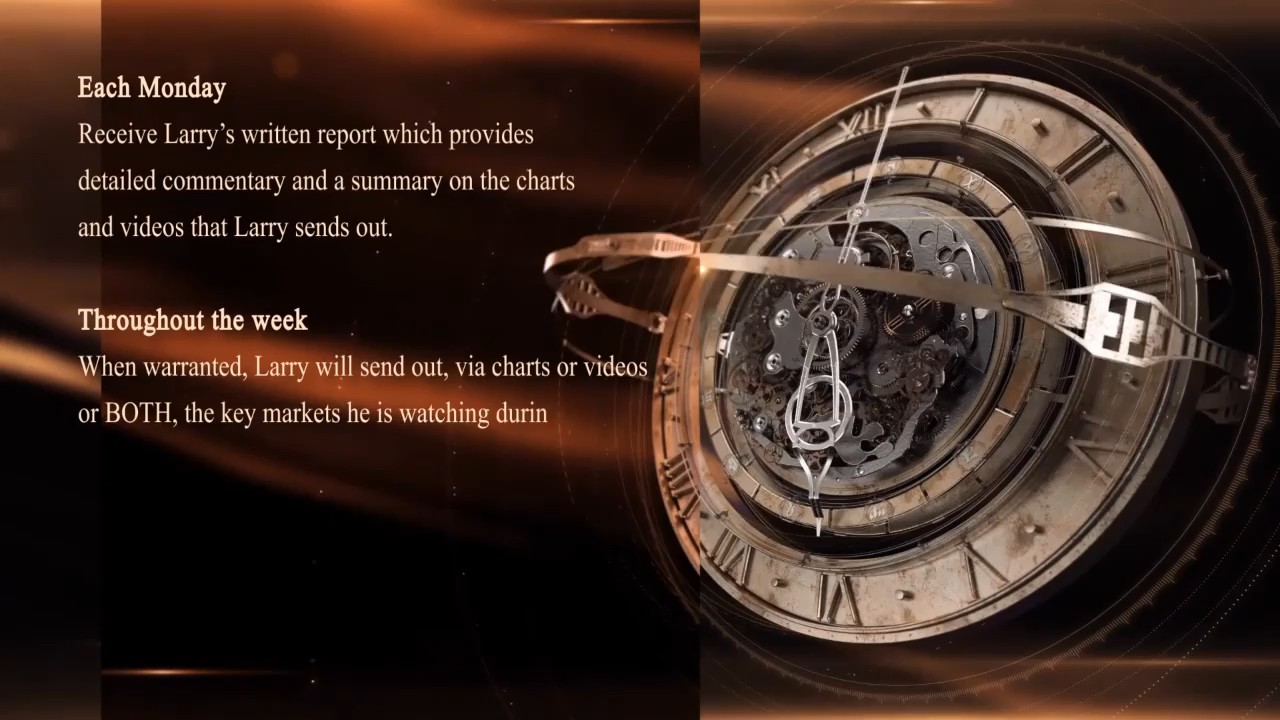 Each Monday
Receive Larry’s written report which provides
detailed commentary and a summary on the charts
and videos that Larry sends out.
Throughout the week
When warranted, Larry will send out, via charts or videos
or BOTH, the key markets he is watching durin